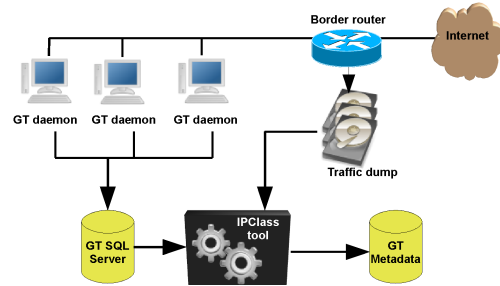 Border router
Internet
GT daemon
GT daemon
GT daemon
Traffic dump
GT SQL
Server
IPClass
tool
GT
Metadata